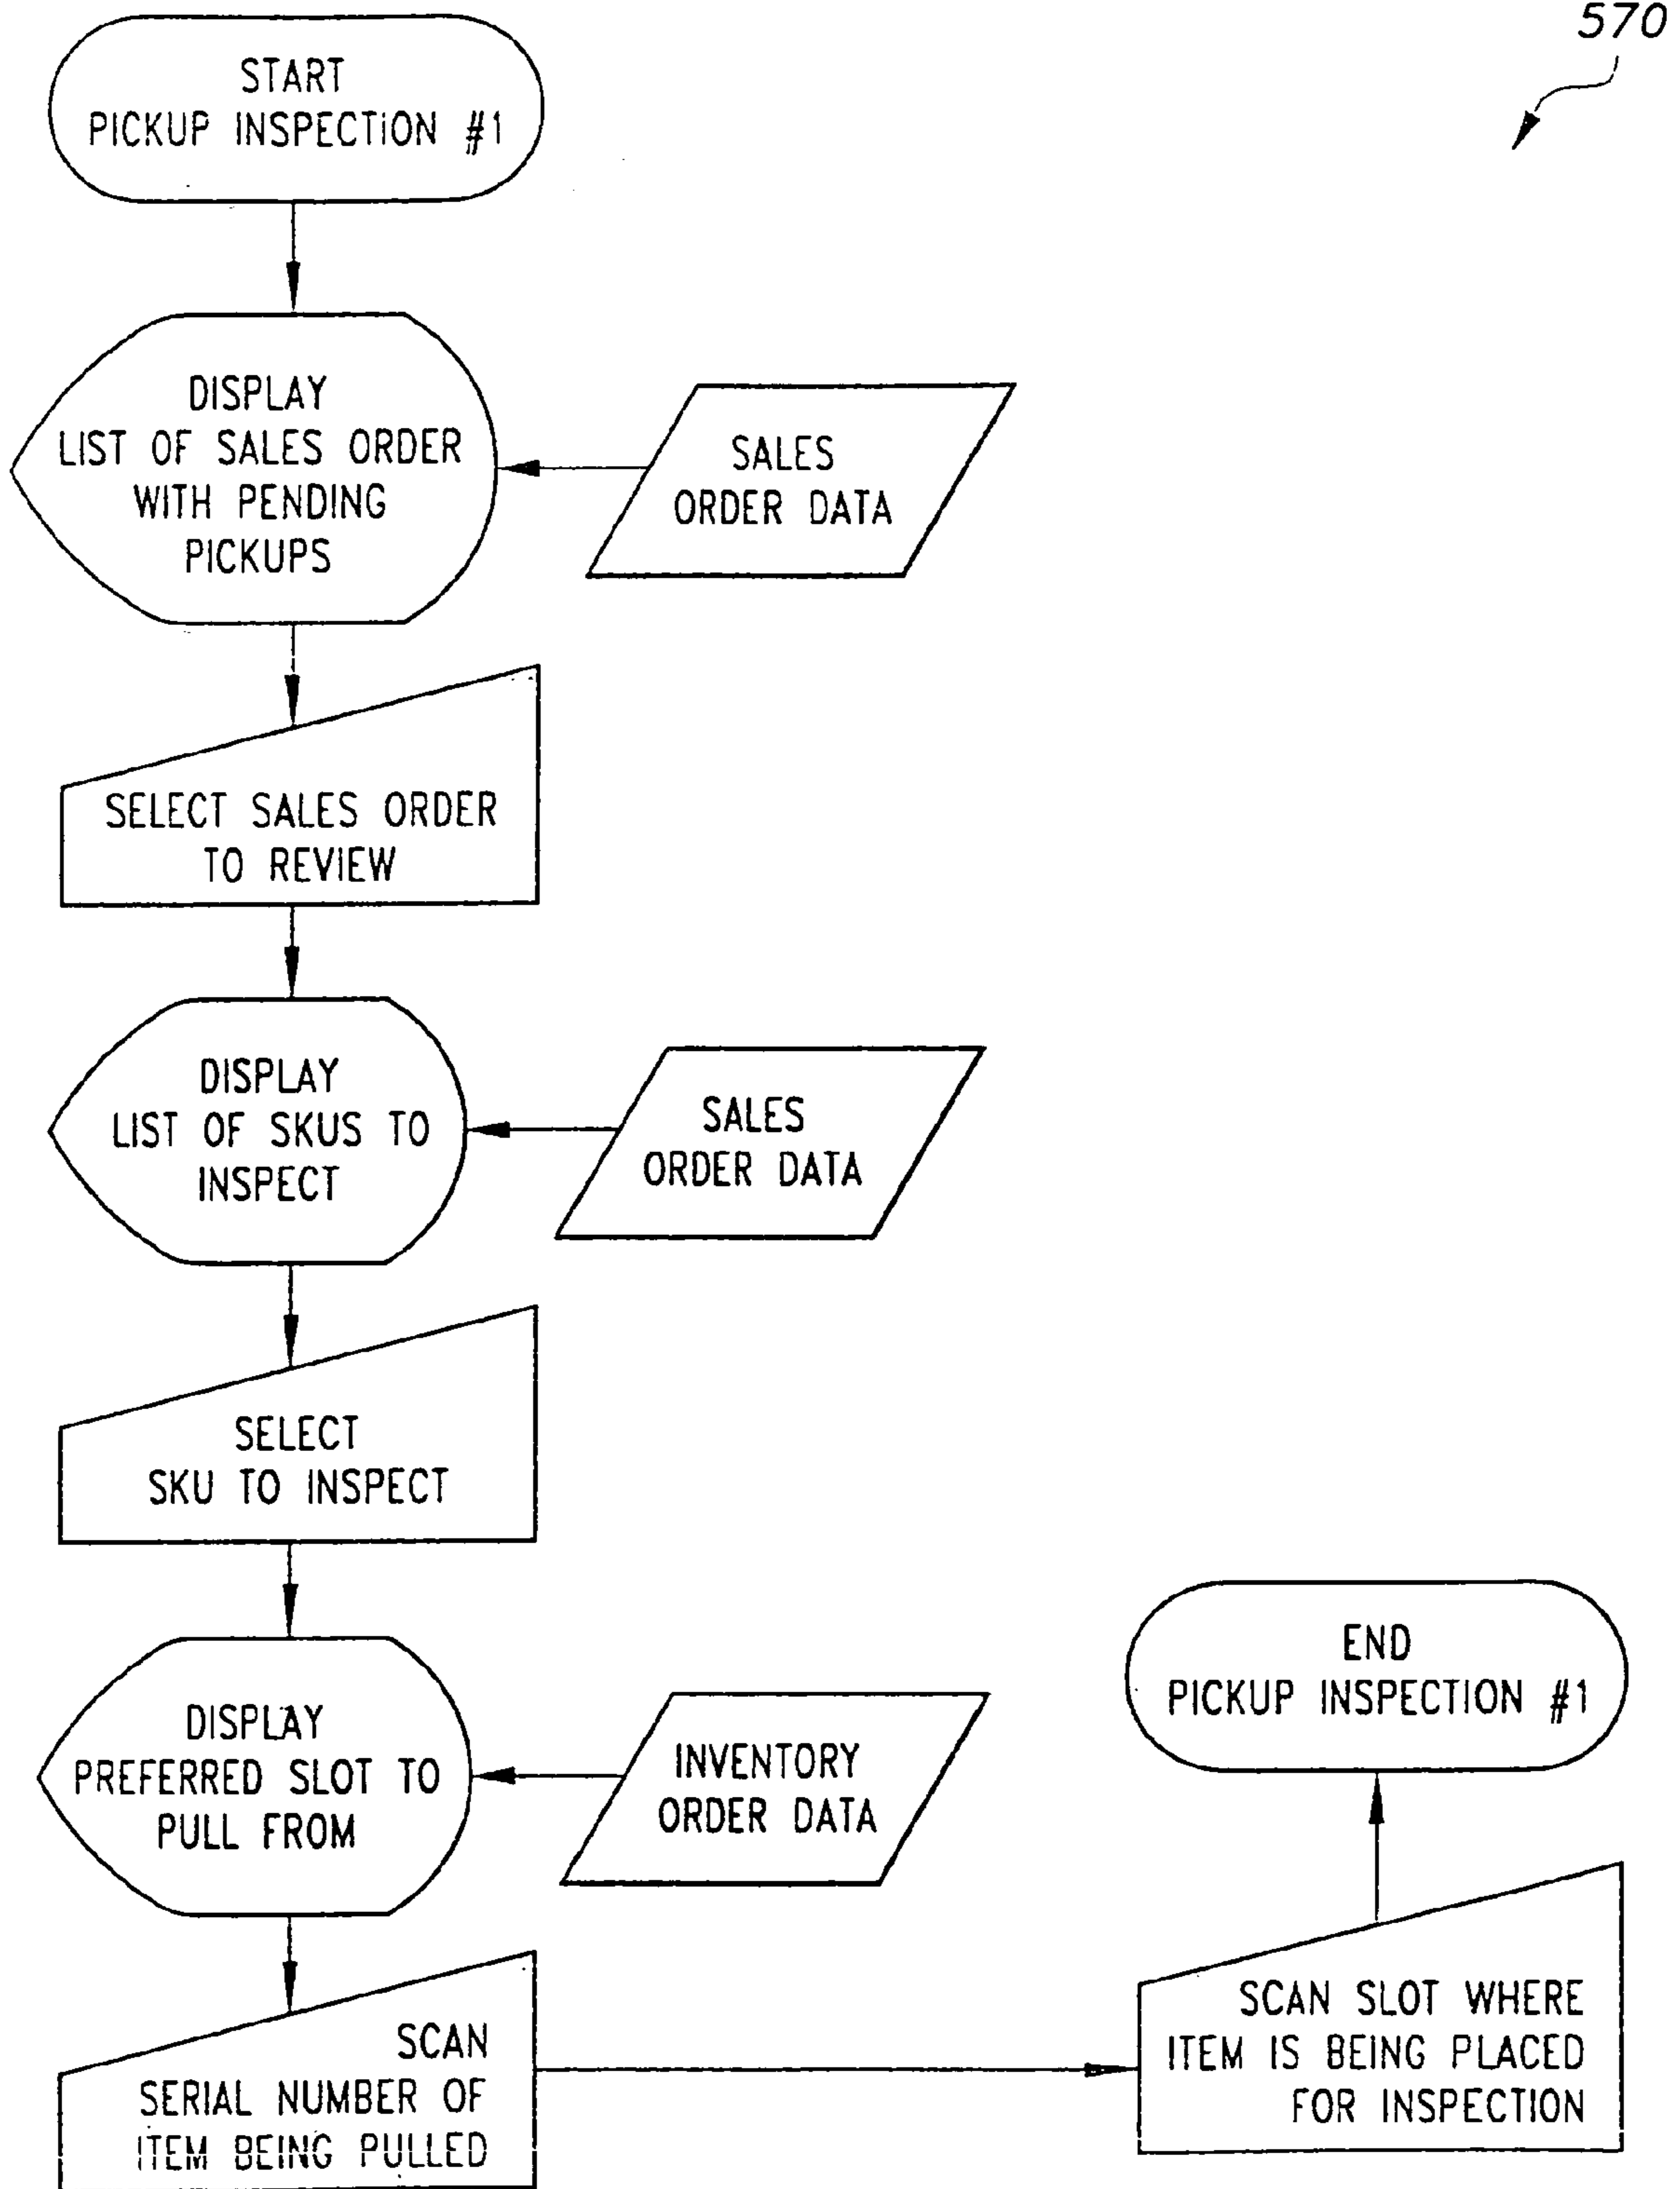 570
START
PICKUP INSPECTION #1
DISPLAY
LIST OF SALES ORDER
WITH PENDING
PICKUPS
SALES
ORDER DATA
SELECT SALES ORDER
TO REVIEW
DISPLAY
LIST OF SKUS TO
INSPECT
SALES
ORDER DATA
SELECT
SKU TO INSPECT
DISPLAY
PREFERRED SLOT TO
PULL FROM
INVENTORY
ORDER DATA
SCAN
SERIAL NUMBER OF
ITEM BEING PULLED
SCAN SLOT WHERE
ITEM IS BEING PLACED
FOR INSPECTION
END
PICKUP INSPECTION #1